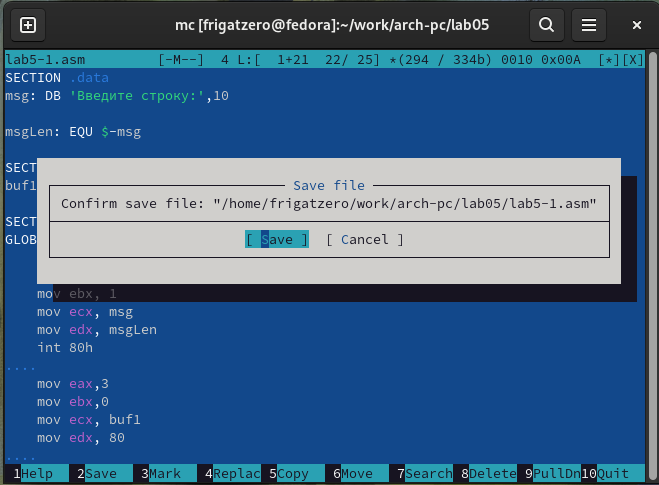 mc [frigatzero@fedora]:~/work/arch-pc/lab05
lab5-1.asm [-M--] 4 L:[ 1+21 22/ 25] *(294 / 334b) 0010 0x00A [*][X]
SECTION .data
msg: DB 'Введите строку:',10
msgLen: EQU $-msg
SECT
buf1
SECT
GLOB
Save file
Confirm save file: "/home/frigatzero/work/arch-pc/lab05/lab5-1.asm"
[ Save ] [ Cancel ]
mov ebx, 1
mov ecx, msg
mov edx, msgLen
int 80h
....
mov eax,3
mov ebx,0
mov ecx, buf1
mov edx, 80
....
1Help 2Save 3Mark 4Replac 5Copy 6Move 7Search 8Delete 9PullDn 10Quit